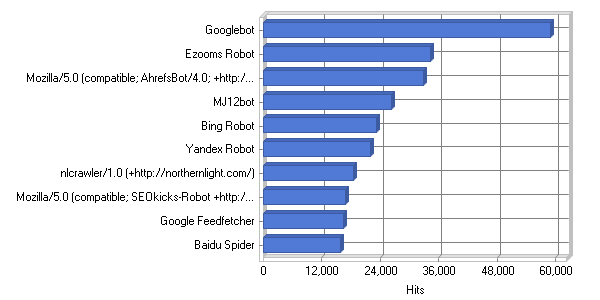 Googlebot
Ezooms Robot
Mozilla/5.0 (compatible; AhrefsBot/4.0; +http:/...
MJ12bot
Bing Robot
Yandex Robot
nlcrawler/1.0 (+http://northernlight.com/)
Mozilla/5.0 (compatible; SEOkicks-Robot +http:/...
Google Feedfetcher
Baidu Spider
0 12,000 24,000 36,000 48,000 60,000
Hits